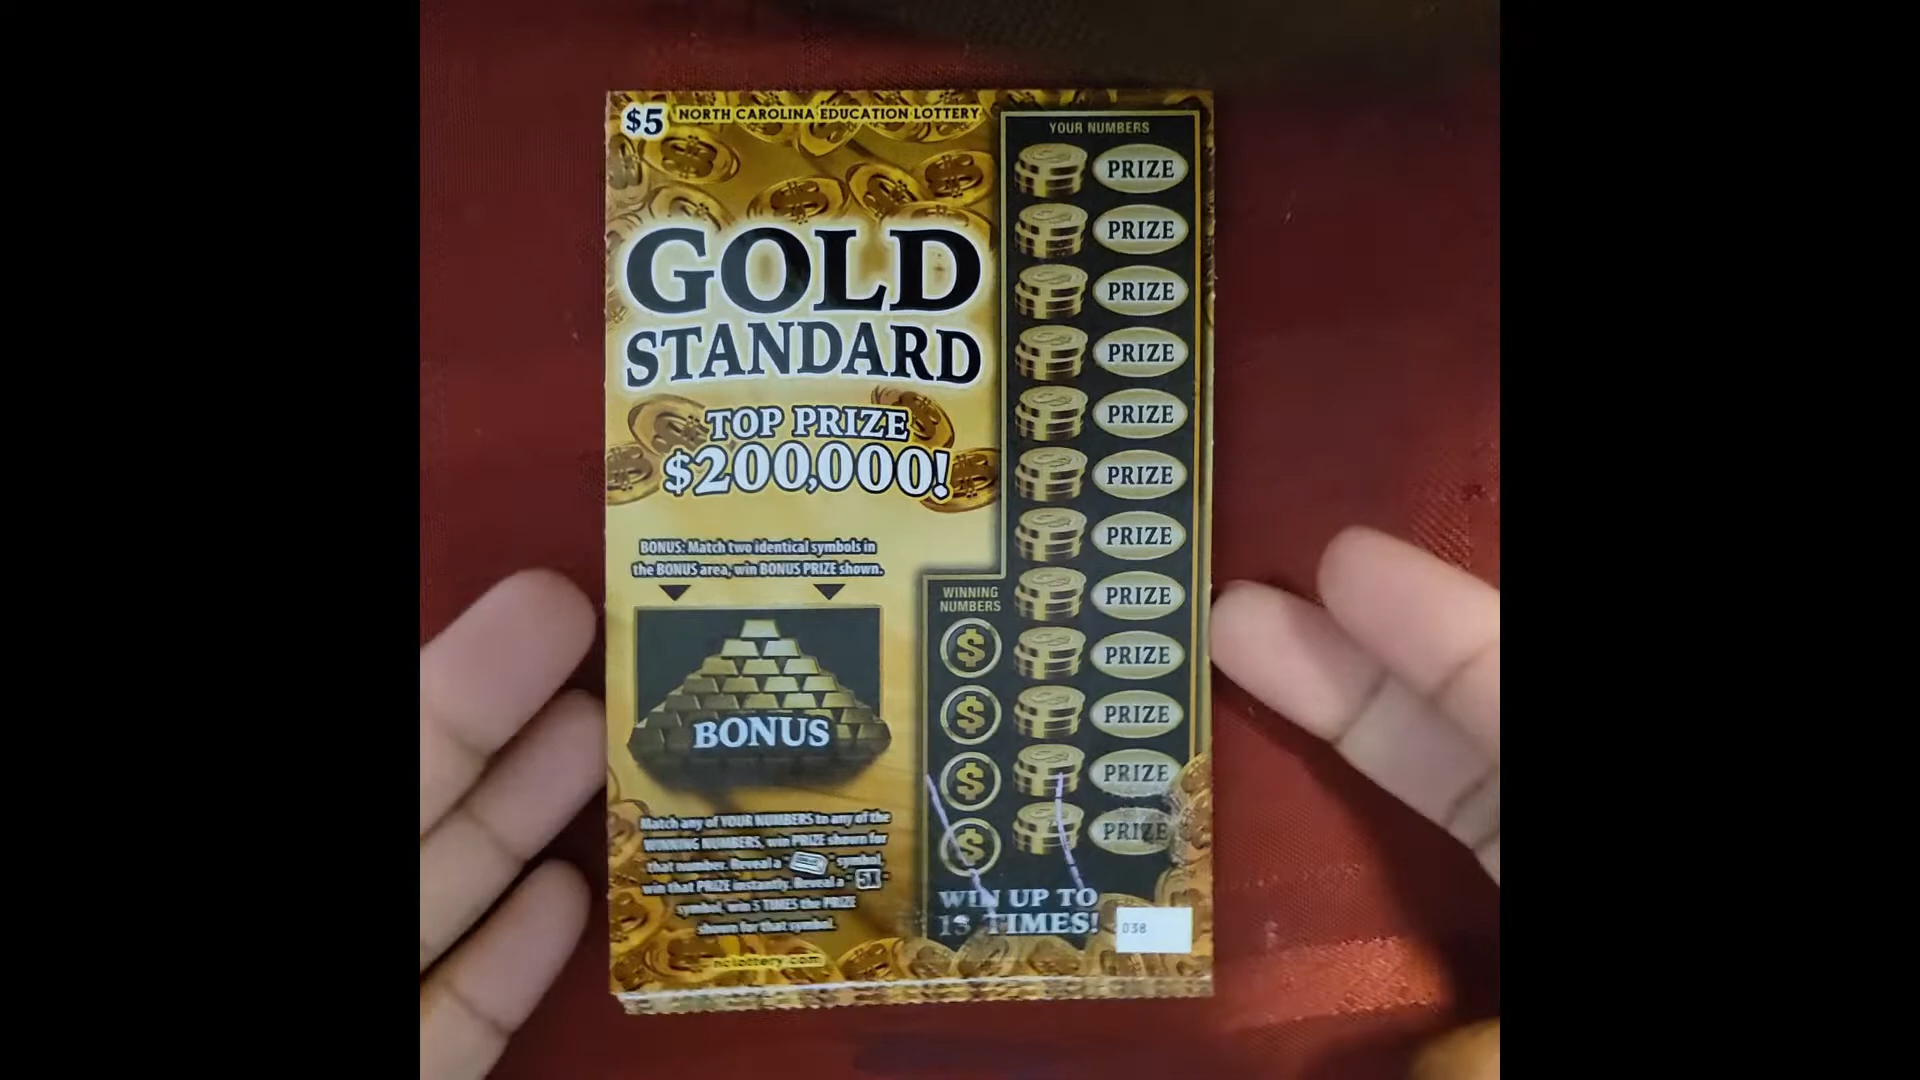 $5 NORTH CAROLINA EDUCATION LOTTERY
GOLD
STANDARD
TOP PRIZE
$200,000!
BONUS: Match two identical symbols in
the BONUS area, win BONUS PRIZE shown.
BONUS
Match any of YOUR NUMBERS to any of the
WINNING NUMBERS, win PRIZE shown for
that number. Reveal a " " symbol,
win that PRIZE instantly. Reveal a "5X"
symbol, win 5 TIMES the PRIZE
shown for that symbol.
nclottery.com
YOUR NUMBERS
PRIZE
PRIZE
PRIZE
PRIZE
PRIZE
PRIZE
PRIZE
PRIZE
PRIZE
PRIZE
PRIZE
PRIZE
WINNING
NUMBERS
$
$
$
$
WIN UP TO
13 TIMES!
038